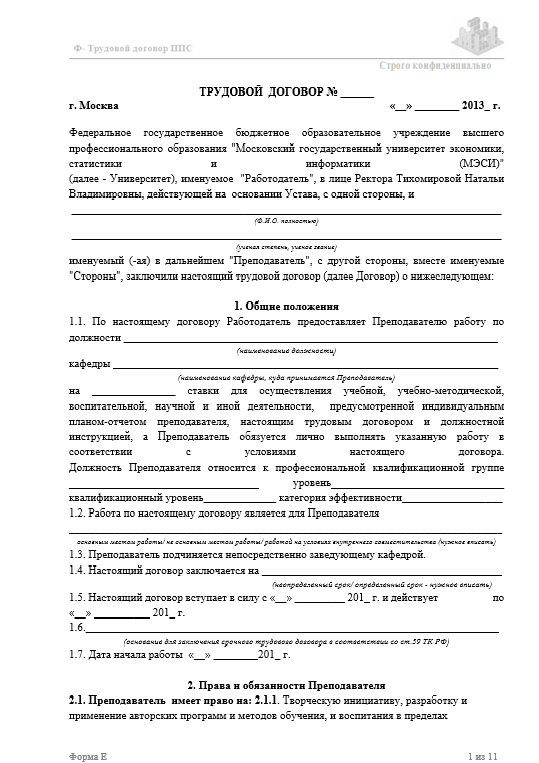 Ф- Трудовой договор ППС
Строго конфиденциально
ТРУДОВОЙ ДОГОВОР № ______
г. Москва «__» ________ 2013_ г.
Федеральное государственное бюджетное образовательное учреждение высшего
профессионального образования "Московский государственный университет экономики,
статистики и информатики (МЭСИ)"
(далее - Университет), именуемое "Работодатель", в лице Ректора Тихомировой Натальи
Владимировны, действующей на основании Устава, с одной стороны, и
(Ф.И.О. полностью)
(ученая степень, ученое звание)
именуемый (-ая) в дальнейшем "Преподаватель", с другой стороны, вместе именуемые
"Стороны", заключили настоящий трудовой договор (далее Договор) о нижеследующем:
1. Общие положения
1.1. По настоящему договору Работодатель предоставляет Преподавателю работу по
должности ____________________
(наименование должности)
кафедры ____________________
(наименование кафедры, куда принимается Преподаватель)
на _______________ ставки для осуществления учебной, учебно-методической,
воспитательной, научной и иной деятельности, предусмотренной индивидуальным
планом-отчетом преподавателя, настоящим трудовым договором и должностной
инструкцией, а Преподаватель обязуется лично выполнять указанную работу в
соответствии с условиями настоящего договора.
Должность Преподавателя относится к профессиональной квалификационной группе
____________________ уровень____________________
квалификационный уровень_____________ категория эффективности__________________
1.2. Работа по настоящему договору является для Преподавателя
основным местом работы/ не основным местом работы/ работой на условиях внутреннего совместительства (нужное вписать)
1.3. Преподаватель подчиняется непосредственно заведующему кафедрой.
1.4. Настоящий договор заключается на ____________________
(неопределенный срок/ определенный срок - нужное вписать)
1.5. Настоящий договор вступает в силу с «__» _________ 201_ г. и действует по
«__» __________ 201_ г.
1.6.____________________
(основание для заключения срочного трудового договора в соответствии со ст.59 ТК РФ)
1.7. Дата начала работы «__» ________201_ г.
2. Права и обязанности Преподавателя
2.1. Преподаватель имеет право на: 2.1.1. Творческую инициативу, разработку и
применение авторских программ и методов обучения, и воспитания в пределах
Форма Е 1 из 11